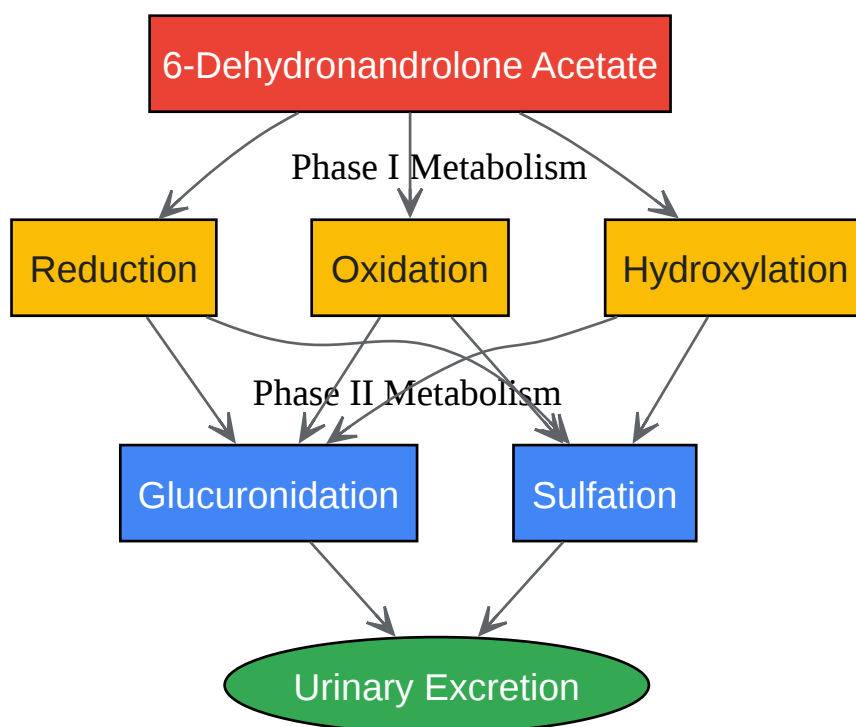 6-Dehydronandrolone Acetate
Phase I Metabolism
Reduction
Oxidation
Hydroxylation
Phase II Metabolism
Glucuronidation
Sulfation
Urinary Excretion